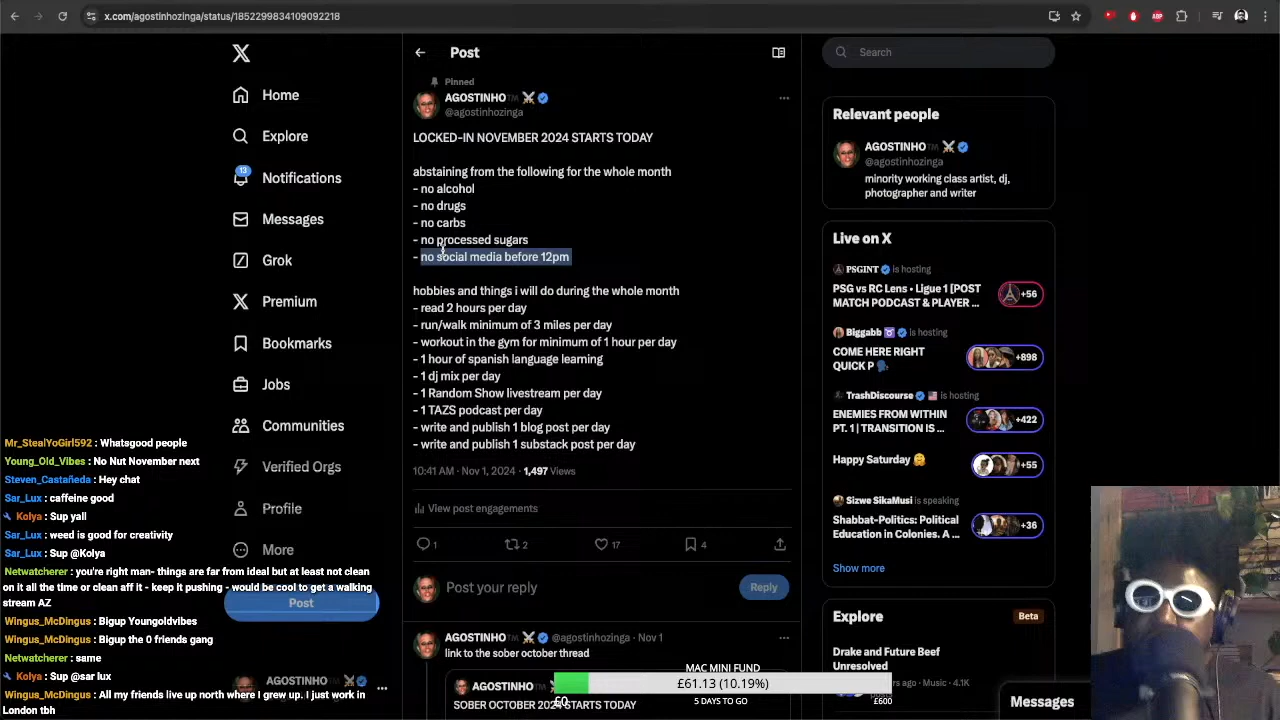 x.com/agostinhozinga/status/1852299834109092218
Home
Explore
13
Notifications
Messages
Grok
Premium
Bookmarks
Jobs
Communities
Verified Orgs
Profile
More
Post
AGOSTINHO™
Post
Pinned
AGOSTINHO™
@agostinhozinga
LOCKED-IN NOVEMBER 2024 STARTS TODAY
abstaining from the following for the whole month
- no alcohol
- no drugs
- no carbs
- no processed sugars
- no social media before 12pm
hobbies and things i will do during the whole month
- read 2 hours per day
- run/walk minimum of 3 miles per day
- workout in the gym for minimum of 1 hour per day
- 1 hour of spanish language learning
- 1 dj mix per day
- 1 Random Show livestream per day
- 1 TAZS podcast per day
- write and publish 1 blog post per day
- write and publish 1 substack post per day
10:41 AM · Nov 1, 2024 · 1,497 Views
View post engagements
1
2
17
4
Post your reply
Reply
AGOSTINHO™ @agostinhozinga · Nov 1
link to the sober october thread
AGOSTINHO
SOBER OCTOBER 2024 STARTS TODAY
Search
Relevant people
AGOSTINHO™
@agostinhozinga
minority working class artist, dj,
photographer and writer
Live on X
PSGINT is hosting
PSG vs RC Lens • Ligue 1 [POST
MATCH PODCAST & PLAYER ...
+56
Biggabb is hosting
COME HERE RIGHT
QUICK P
+898
TrashDiscourse is hosting
ENEMIES FROM WITHIN
PT. 1 | TRANSITION IS ...
+422
Happy Saturday
+55
Sizwe SikaMusi is speaking
Shabbat-Politics: Political
Education in Colonies. A ...
+36
Show more
Explore
Beta
Drake and Future Beef
Unresolved
ago · Music · 4.1K
Messages
Mr_StealYoGirl592 : Whatsgood people
Young_Old_Vibes : No Nut November next
Steven_Castañeda : Hey chat
Sar_Lux : caffeine good
Kolya : Sup yall
Sar_Lux : weed is good for creativity
Sar_Lux : Sup @Kolya
Netwatcherer : you're right man- things are far from ideal but at least not clean
on it all the time or clean aff it - keep it pushing - would be cool to get a walking
stream AZ
Wingus_McDingus : Bigup Youngoldvibes
Wingus_McDingus : Bigup the 0 friends gang
Netwatcherer : same
Kolya : Sup @sar lux
Wingus_McDingus : All my friends live up north where I grew up. I just work in
London tbh
MAC MINI FUND
£61.13 (10.19%)
£0
£600
5 DAYS TO GO